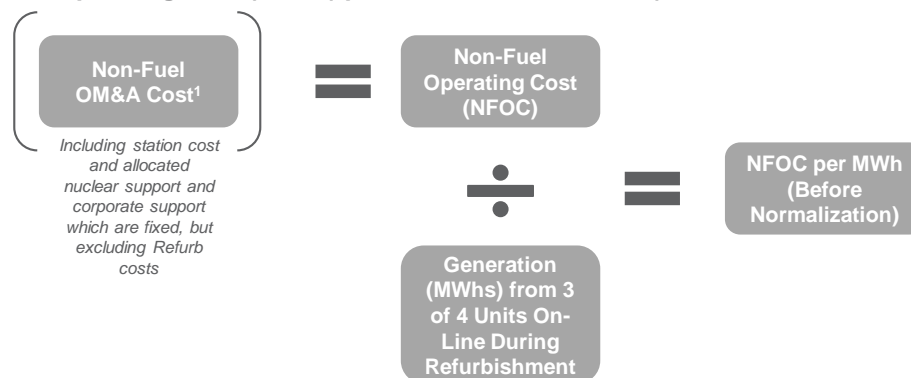 Non-Fuel
OM&A Cost¹
Including station cost
and allocated
nuclear support and
corporate support
which are fixed, but
excluding Refurb
costs
Non-Fuel
Operating Cost
(NFOC)
Generation
(MWhs) from 3
of 4 Units On-
Line During
Refurbishment
NFOC per MWh
(Before
Normalization)